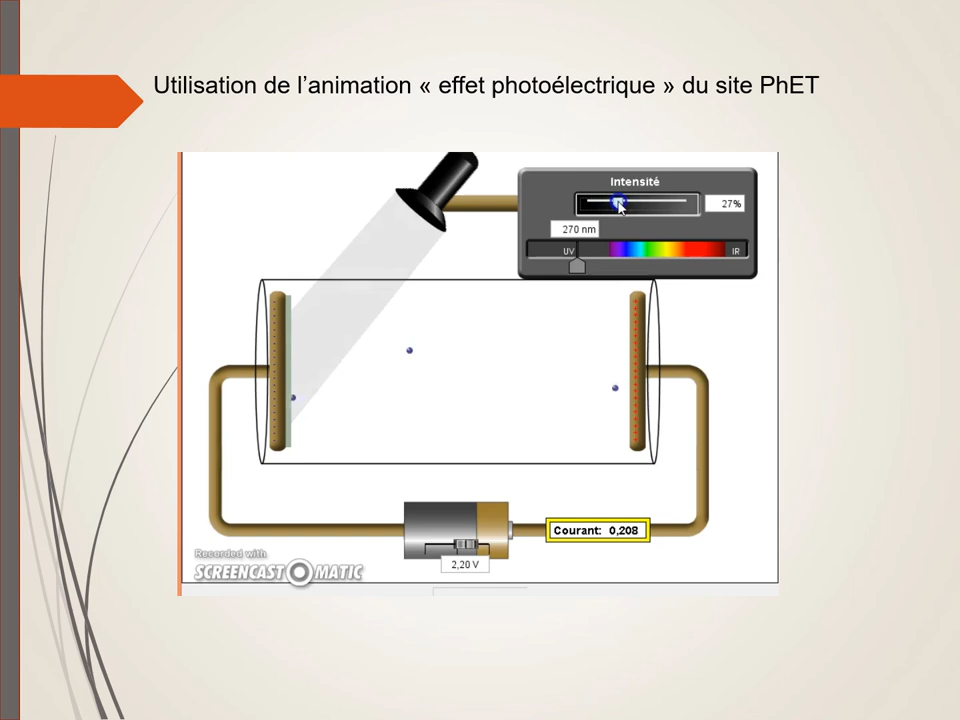 Utilisation de l’animation « effet photoélectrique » du site PhET
Intensité
27%
270 nm
UV
IR
Courant: 0,208
2,20 V
Recorded with
SCREENCAST-O-MATIC